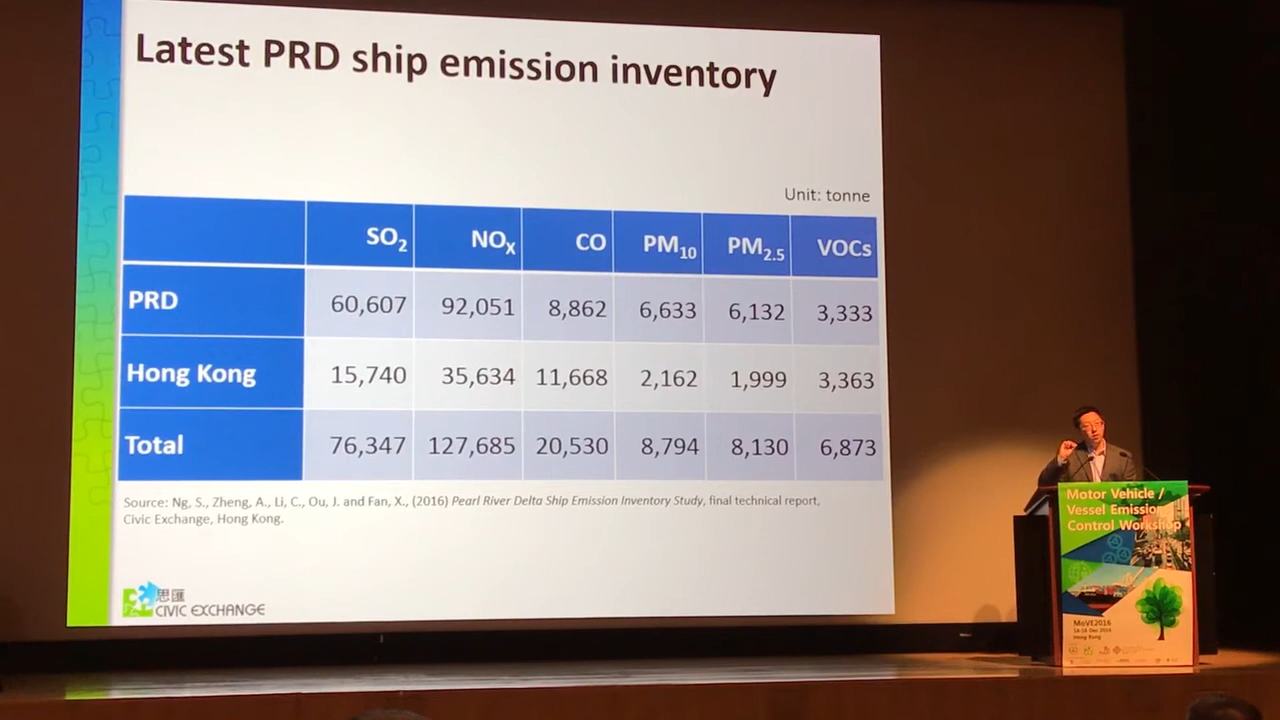 Latest PRD ship emission inventory
Unit: tonne
SO2 NOX CO PM10 PM2.5 VOCs
PRD 60,607 92,051 8,862 6,633 6,132 3,333
Hong Kong 15,740 35,634 11,668 2,162 1,999 3,363
Total 76,347 127,685 20,530 8,794 8,130 6,873
Source: Ng, S., Zheng, A., Li, C., Ou, J. and Fan, X., (2016) Pearl River Delta Ship Emission Inventory Study, final technical report,
Civic Exchange, Hong Kong.
思匯
CIVIC EXCHANGE
Motor Vehicle /
Vessel Emission
Control Workshop
MoVE2016
Hong Kong